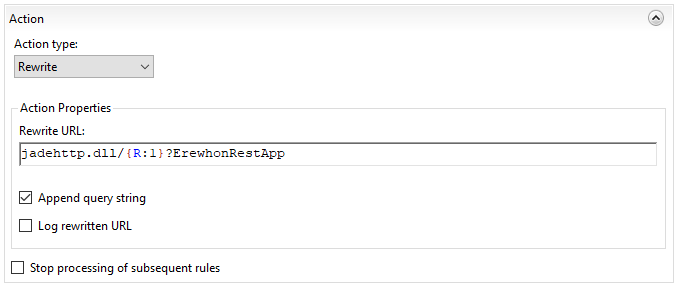 Action
Action type:
Rewrite
Action Properties
Rewrite URL:
jadehttp.dll/{R:1}?ErewhonRestApp
Append query string
Log rewritten URL
Stop processing of subsequent rules